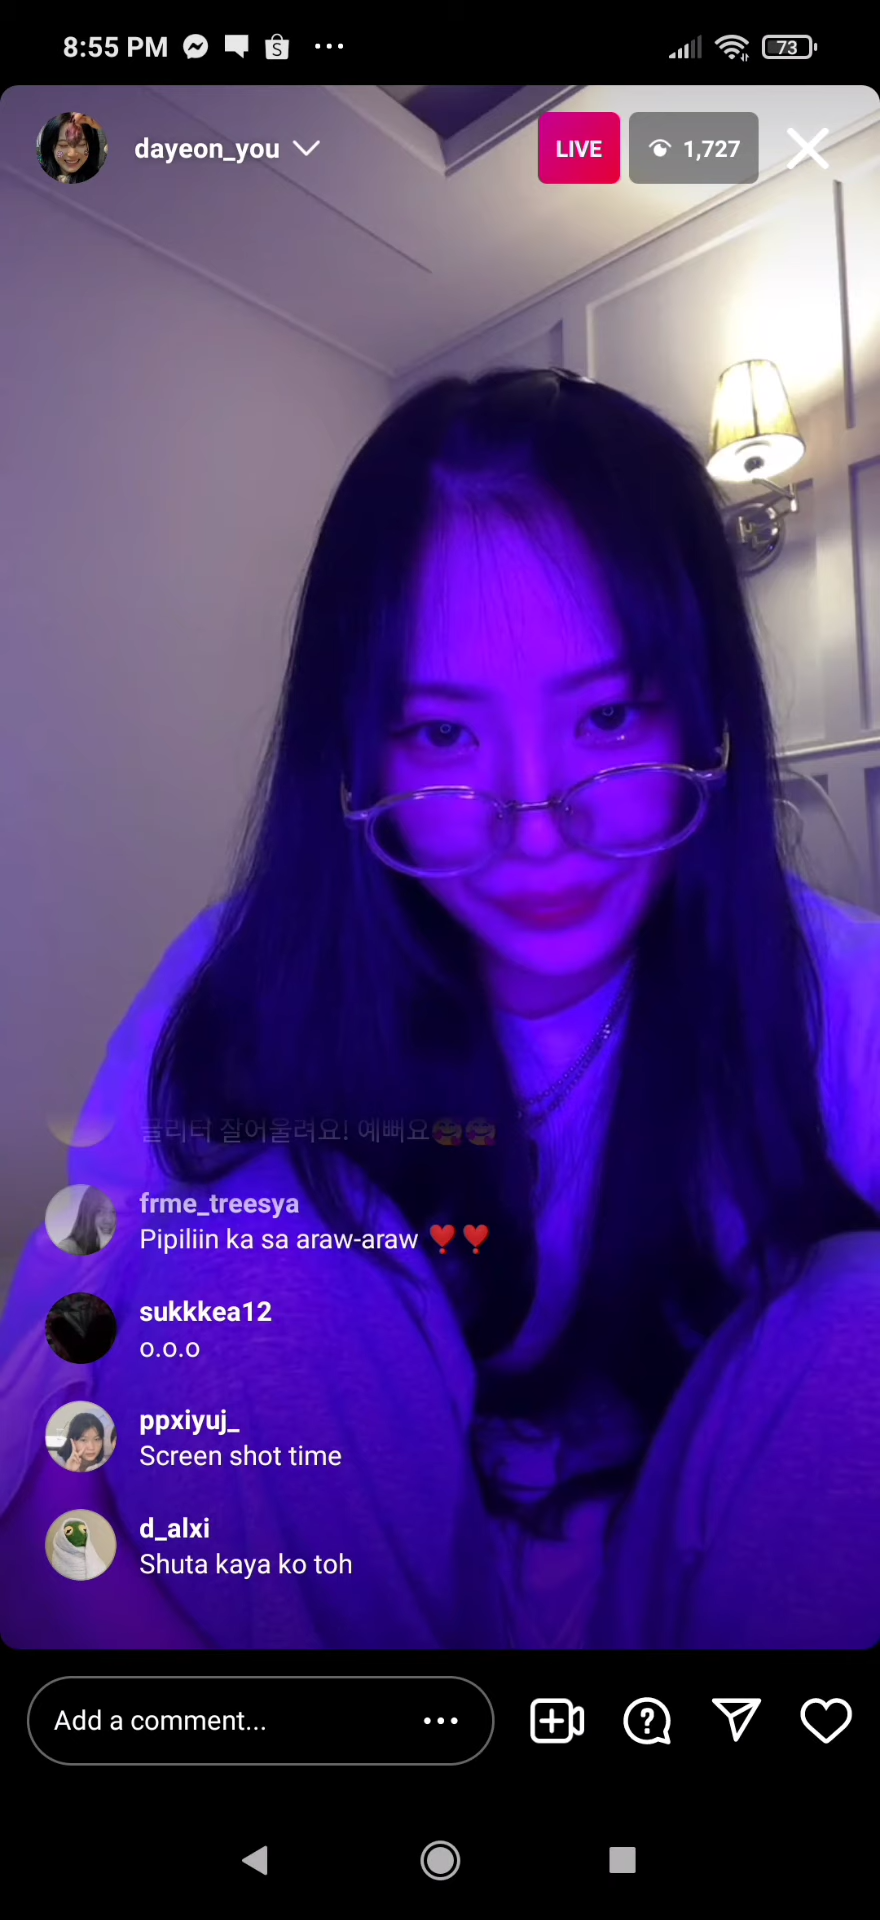 8:55 PM
73
dayeon_you
LIVE
1,727
글리터 잘어울려요! 예뻐요🥰🥰
frme_treesya
Pipiliin ka sa araw-araw ❣️❣️
sukkkea12
o.o.o
ppxiyuj_
Screen shot time
d_alxi
Shuta kaya ko toh
Add a comment...